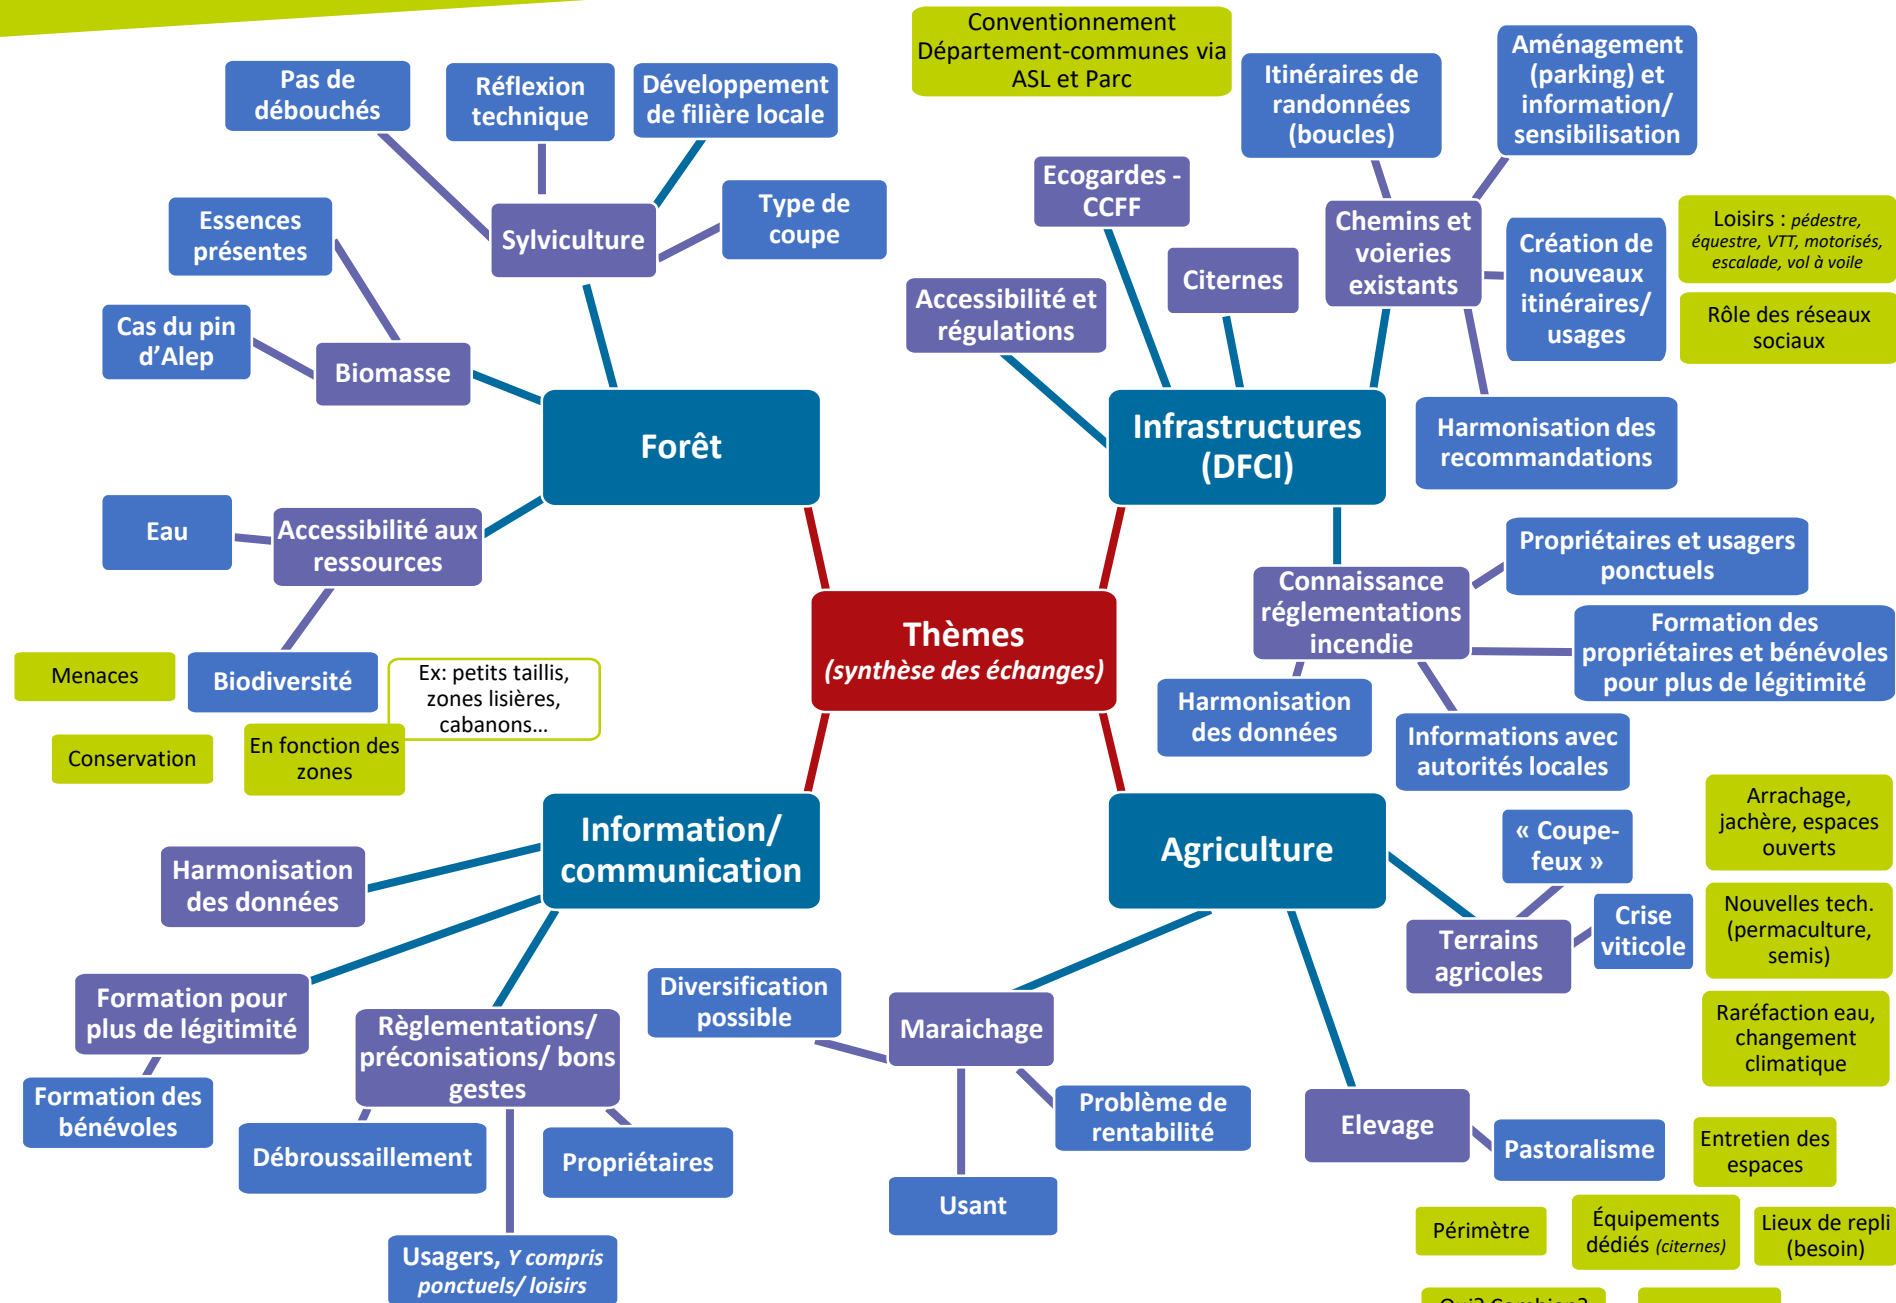 Conventionnement
Département-communes via
ASL et Parc
Pas de
débouchés
Réflexion
technique
Développement
de filière locale
Type de
coupe
Sylviculture
Essences
présentes
Cas du pin
d'Alep
Biomasse
Forêt
Eau
Accessibilité aux
ressources
Menaces
Biodiversité
Ex: petits taillis,
zones lisières,
cabanons...
Conservation
En fonction des
zones
Itinéraires de
randonnées
(boucles)
Aménagement
(parking) et
information/
sensibilisation
Ecogardes -
CCFF
Citernes
Chemins et
voieries
existants
Création de
nouveaux
itinéraires/
usages
Loisirs : pédestre,
équestre, VTT, motorisés,
escalade, vol à voile
Rôle des réseaux
sociaux
Accessibilité et
régulations
Infrastructures
(DFCI)
Harmonisation des
recommandations
Connaissance
réglementations
incendie
Propriétaires et usagers
ponctuels
Formation des
propriétaires et bénévoles
pour plus de légitimité
Harmonisation
des données
Informations avec
autorités locales
Thèmes
(synthèse des échanges)
Information/
communication
Harmonisation
des données
Formation pour
plus de légitimité
Formation des
bénévoles
Règlementations/
préconisations/ bons
gestes
Débroussaillement
Propriétaires
Usagers, Y compris
ponctuels/ loisirs
Agriculture
« Coupe-
feux »
Crise
viticole
Terrains
agricoles
Arrachage,
jachère, espaces
ouverts
Nouvelles tech.
(permaculture,
semis)
Raréfaction eau,
changement
climatique
Diversification
possible
Maraichage
Problème de
rentabilité
Usant
Elevage
Pastoralisme
Entretien des
espaces
Périmètre
Équipements
dédiés (citernes)
Lieux de repli
(besoin)
Qui? Combien?